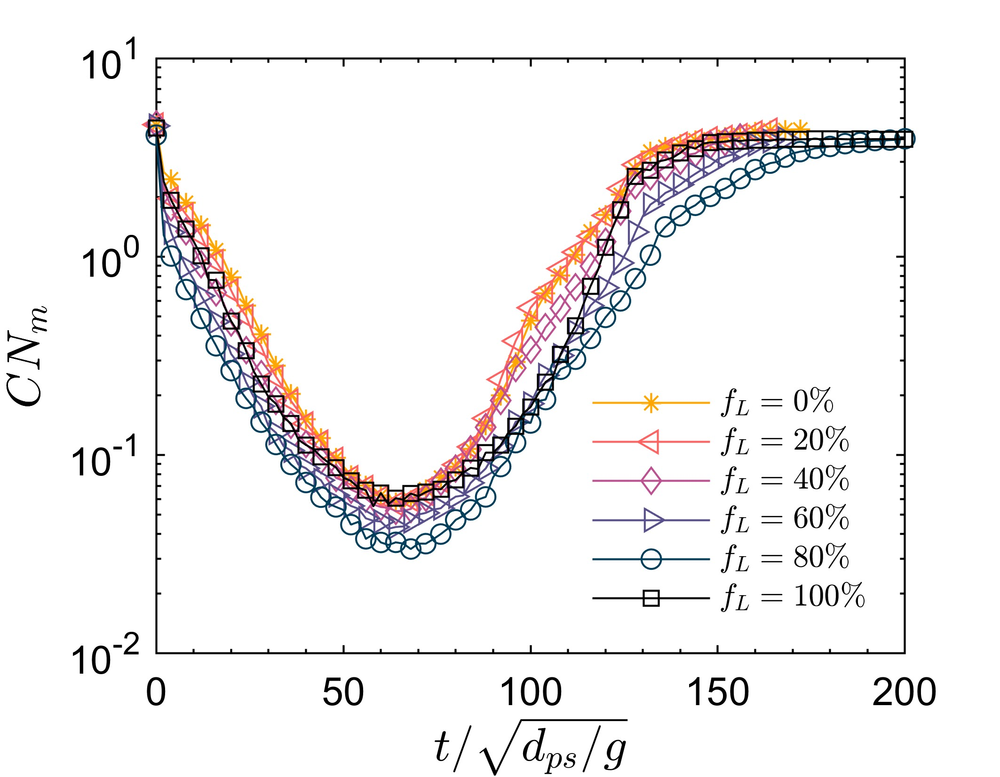 10^1
10^0
10^-1
10^-2
CN_m
0 50 100 150 200
t/√d_ps/g
f_L = 0%
f_L = 20%
f_L = 40%
f_L = 60%
f_L = 80%
f_L = 100%